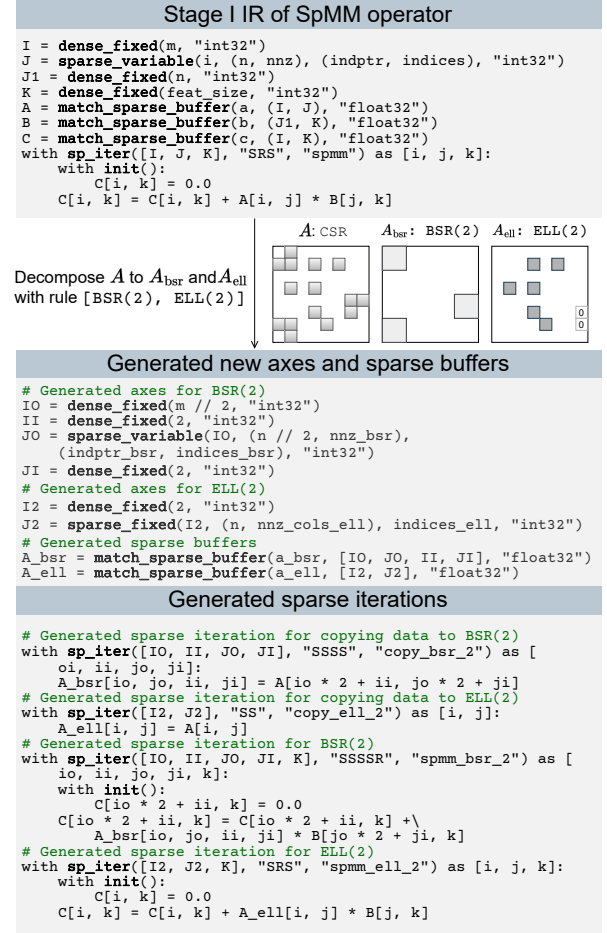 Stage I IR of SpMM operator
I = dense_fixed(m, "int32")
J = sparse_variable(i, (n, nnz), (indptr, indices), "int32")
J1 = dense_fixed(n, "int32")
K = dense_fixed(feat_size, "int32")
A = match_sparse_buffer(a, (I, J), "float32")
B = match_sparse_buffer(b, (J1, K), "float32")
C = match_sparse_buffer(c, (I, K), "float32")
with sp_iter([I, J, K], "SRS", "spmm") as [i, j, k]:
    with init():
        C[i, k] = 0.0
    C[i, k] = C[i, k] + A[i, j] * B[j, k]
A: CSR
A_bsr: BSR(2)
A_ell: ELL(2)
Decompose A to A_bsr and A_ell
with rule [BSR(2), ELL(2)]
0
0
Generated new axes and sparse buffers
# Generated axes for BSR(2)
IO = dense_fixed(m // 2, "int32")
II = dense_fixed(2, "int32")
JO = sparse_variable(IO, (n // 2, nnz_bsr),
    (indptr_bsr, indices_bsr), "int32")
JI = dense_fixed(2, "int32")
# Generated axes for ELL(2)
I2 = dense_fixed(2, "int32")
J2 = sparse_fixed(I2, (n, nnz_cols_ell), indices_ell, "int32")
# Generated sparse buffers
A_bsr = match_sparse_buffer(a_bsr, [IO, JO, II, JI], "float32")
A_ell = match_sparse_buffer(a_ell, [I2, J2], "float32")
Generated sparse iterations
# Generated sparse iteration for copying data to BSR(2)
with sp_iter([IO, II, JO, JI], "SSSS", "copy_bsr_2") as [
    oi, ii, jo, ji]:
    A_bsr[io, jo, ii, ji] = A[io * 2 + ii, jo * 2 + ji]
# Generated sparse iteration for copying data to ELL(2)
with sp_iter([I2, J2], "SS", "copy_ell_2") as [i, j]:
    A_ell[i, j] = A[i, j]
# Generated sparse iteration for BSR(2)
with sp_iter([IO, II, JO, JI, K], "SSSSR", "spmm_bsr_2") as [
    io, ii, jo, ji, k]:
    with init():
        C[io * 2 + ii, k] = 0.0
    C[io * 2 + ii, k] = C[io * 2 + ii, k] +\
        A_bsr[io, jo, ii, ji] * B[jo * 2 + ji, k]
# Generated sparse iteration for ELL(2)
with sp_iter([I2, J2, K], "SRS", "spmm_ell_2") as [i, j, k]:
    with init():
        C[i, k] = 0.0
    C[i, k] = C[i, k] + A_ell[i, j] * B[j, k]